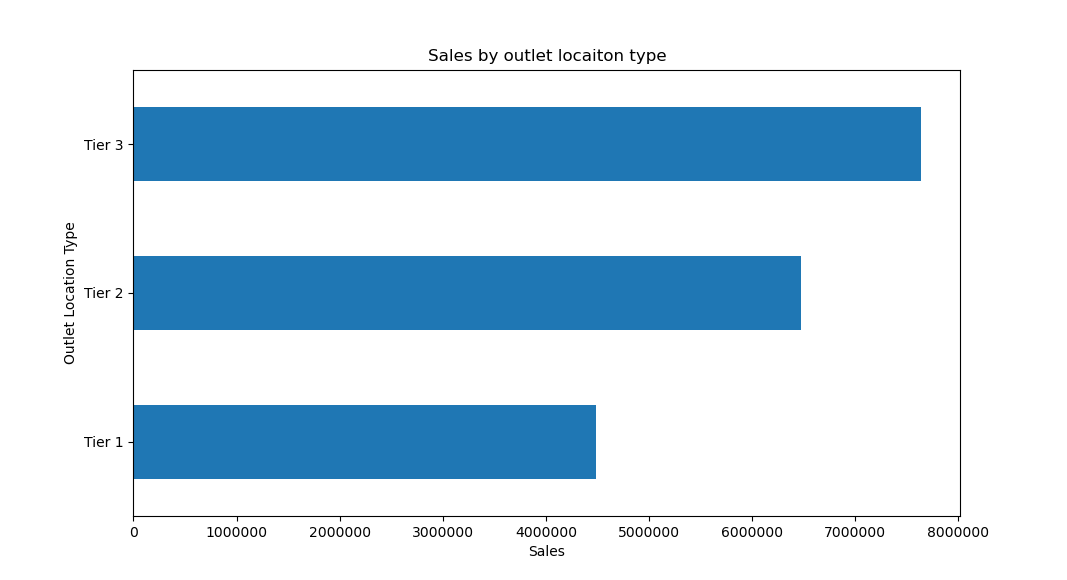 Sales by outlet locaiton type
Tier 3
Tier 2
Tier 1
Outlet Location Type
0 1000000 2000000 3000000 4000000 5000000 6000000 7000000 8000000
Sales